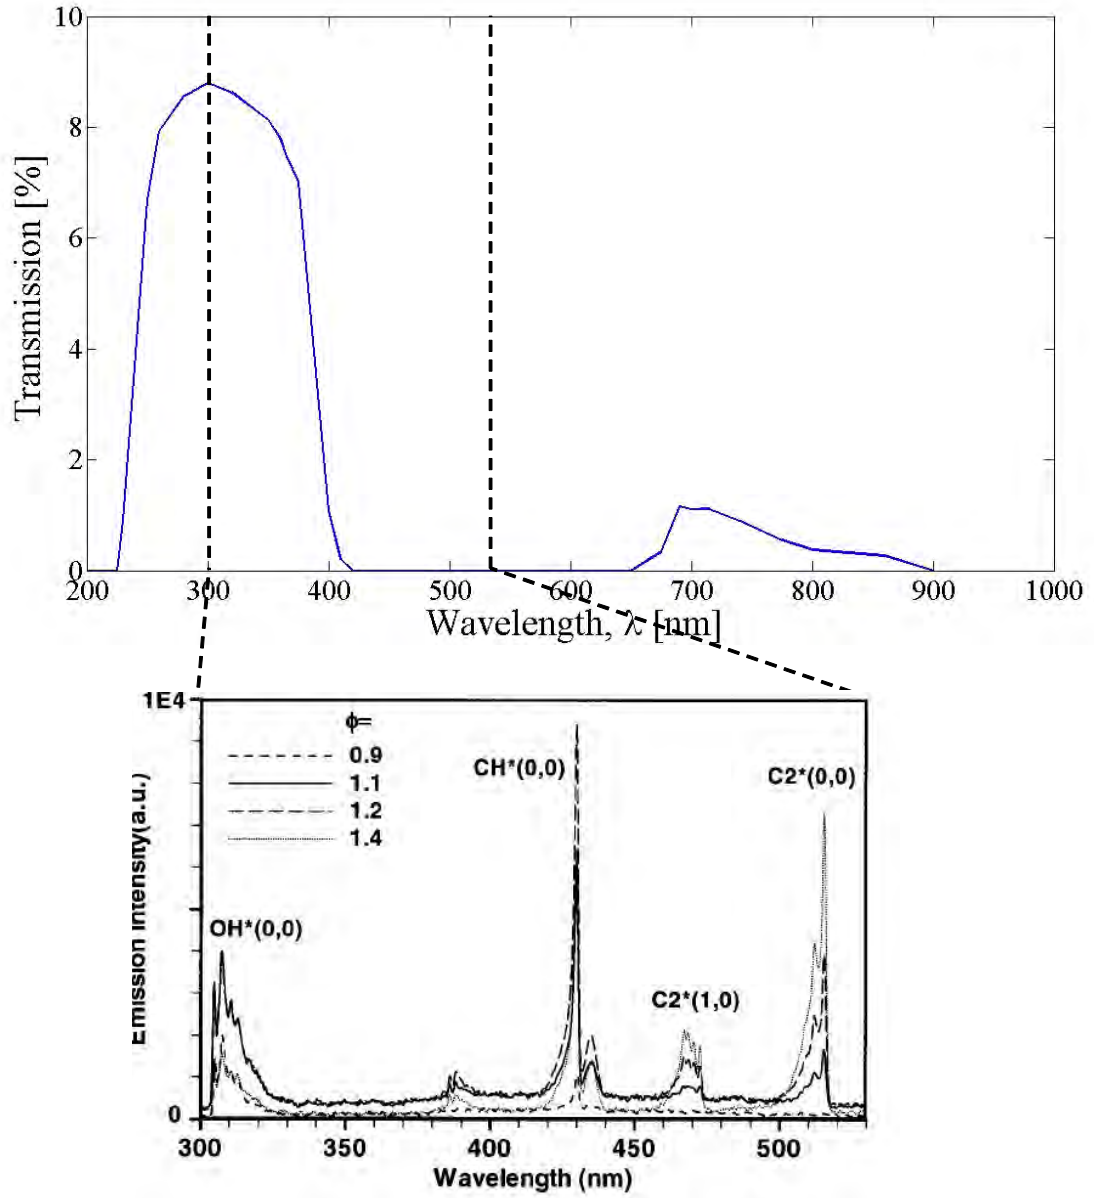 10
8
6
4
2
0
Transmission [%]
200 300 400 500 600 700 800 900 1000
Wavelength, λ [nm]
1E4
ϕ=
0.9
1.1
1.2
1.4
CH*(0,0)
C2*(0,0)
OH*(0,0)
C2*(1,0)
Emission Intensity(a.u.)
0
300 350 400 450 500
Wavelength (nm)